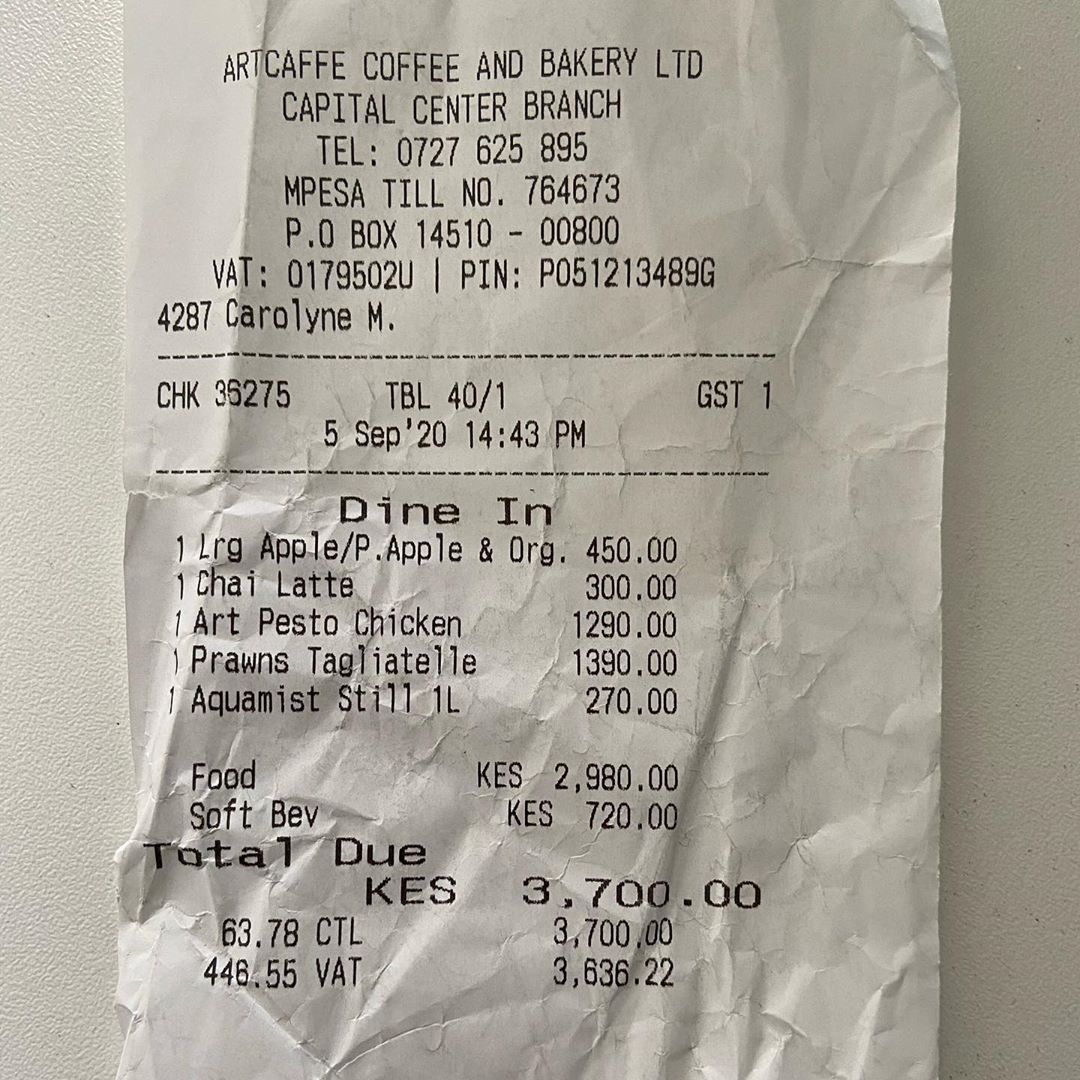 ARTCAFFE COFFEE AND BAKERY LTD
CAPITAL CENTER BRANCH
TEL: 0727 625 895
MPESA TILL NO. 764673
P.O BOX 14510 - 00800
VAT: 0179502U | PIN: P051213489G
4287 Carolyne M.
CHK 36275 TBL 40/1 GST 1
5 Sep'20 14:43 PM
Dine In
1 Lrg Apple/P.Apple & Org. 450.00
1 Chai Latte 300.00
1 Art Pesto Chicken 1290.00
1 Prawns Tagliatelle 1390.00
1 Aquamist Still 1L 270.00
Food KES 2,980.00
Soft Bev KES 720.00
Total Due
KES 3,700.00
63.78 CTL 3,700.00
446.55 VAT 3,636.22